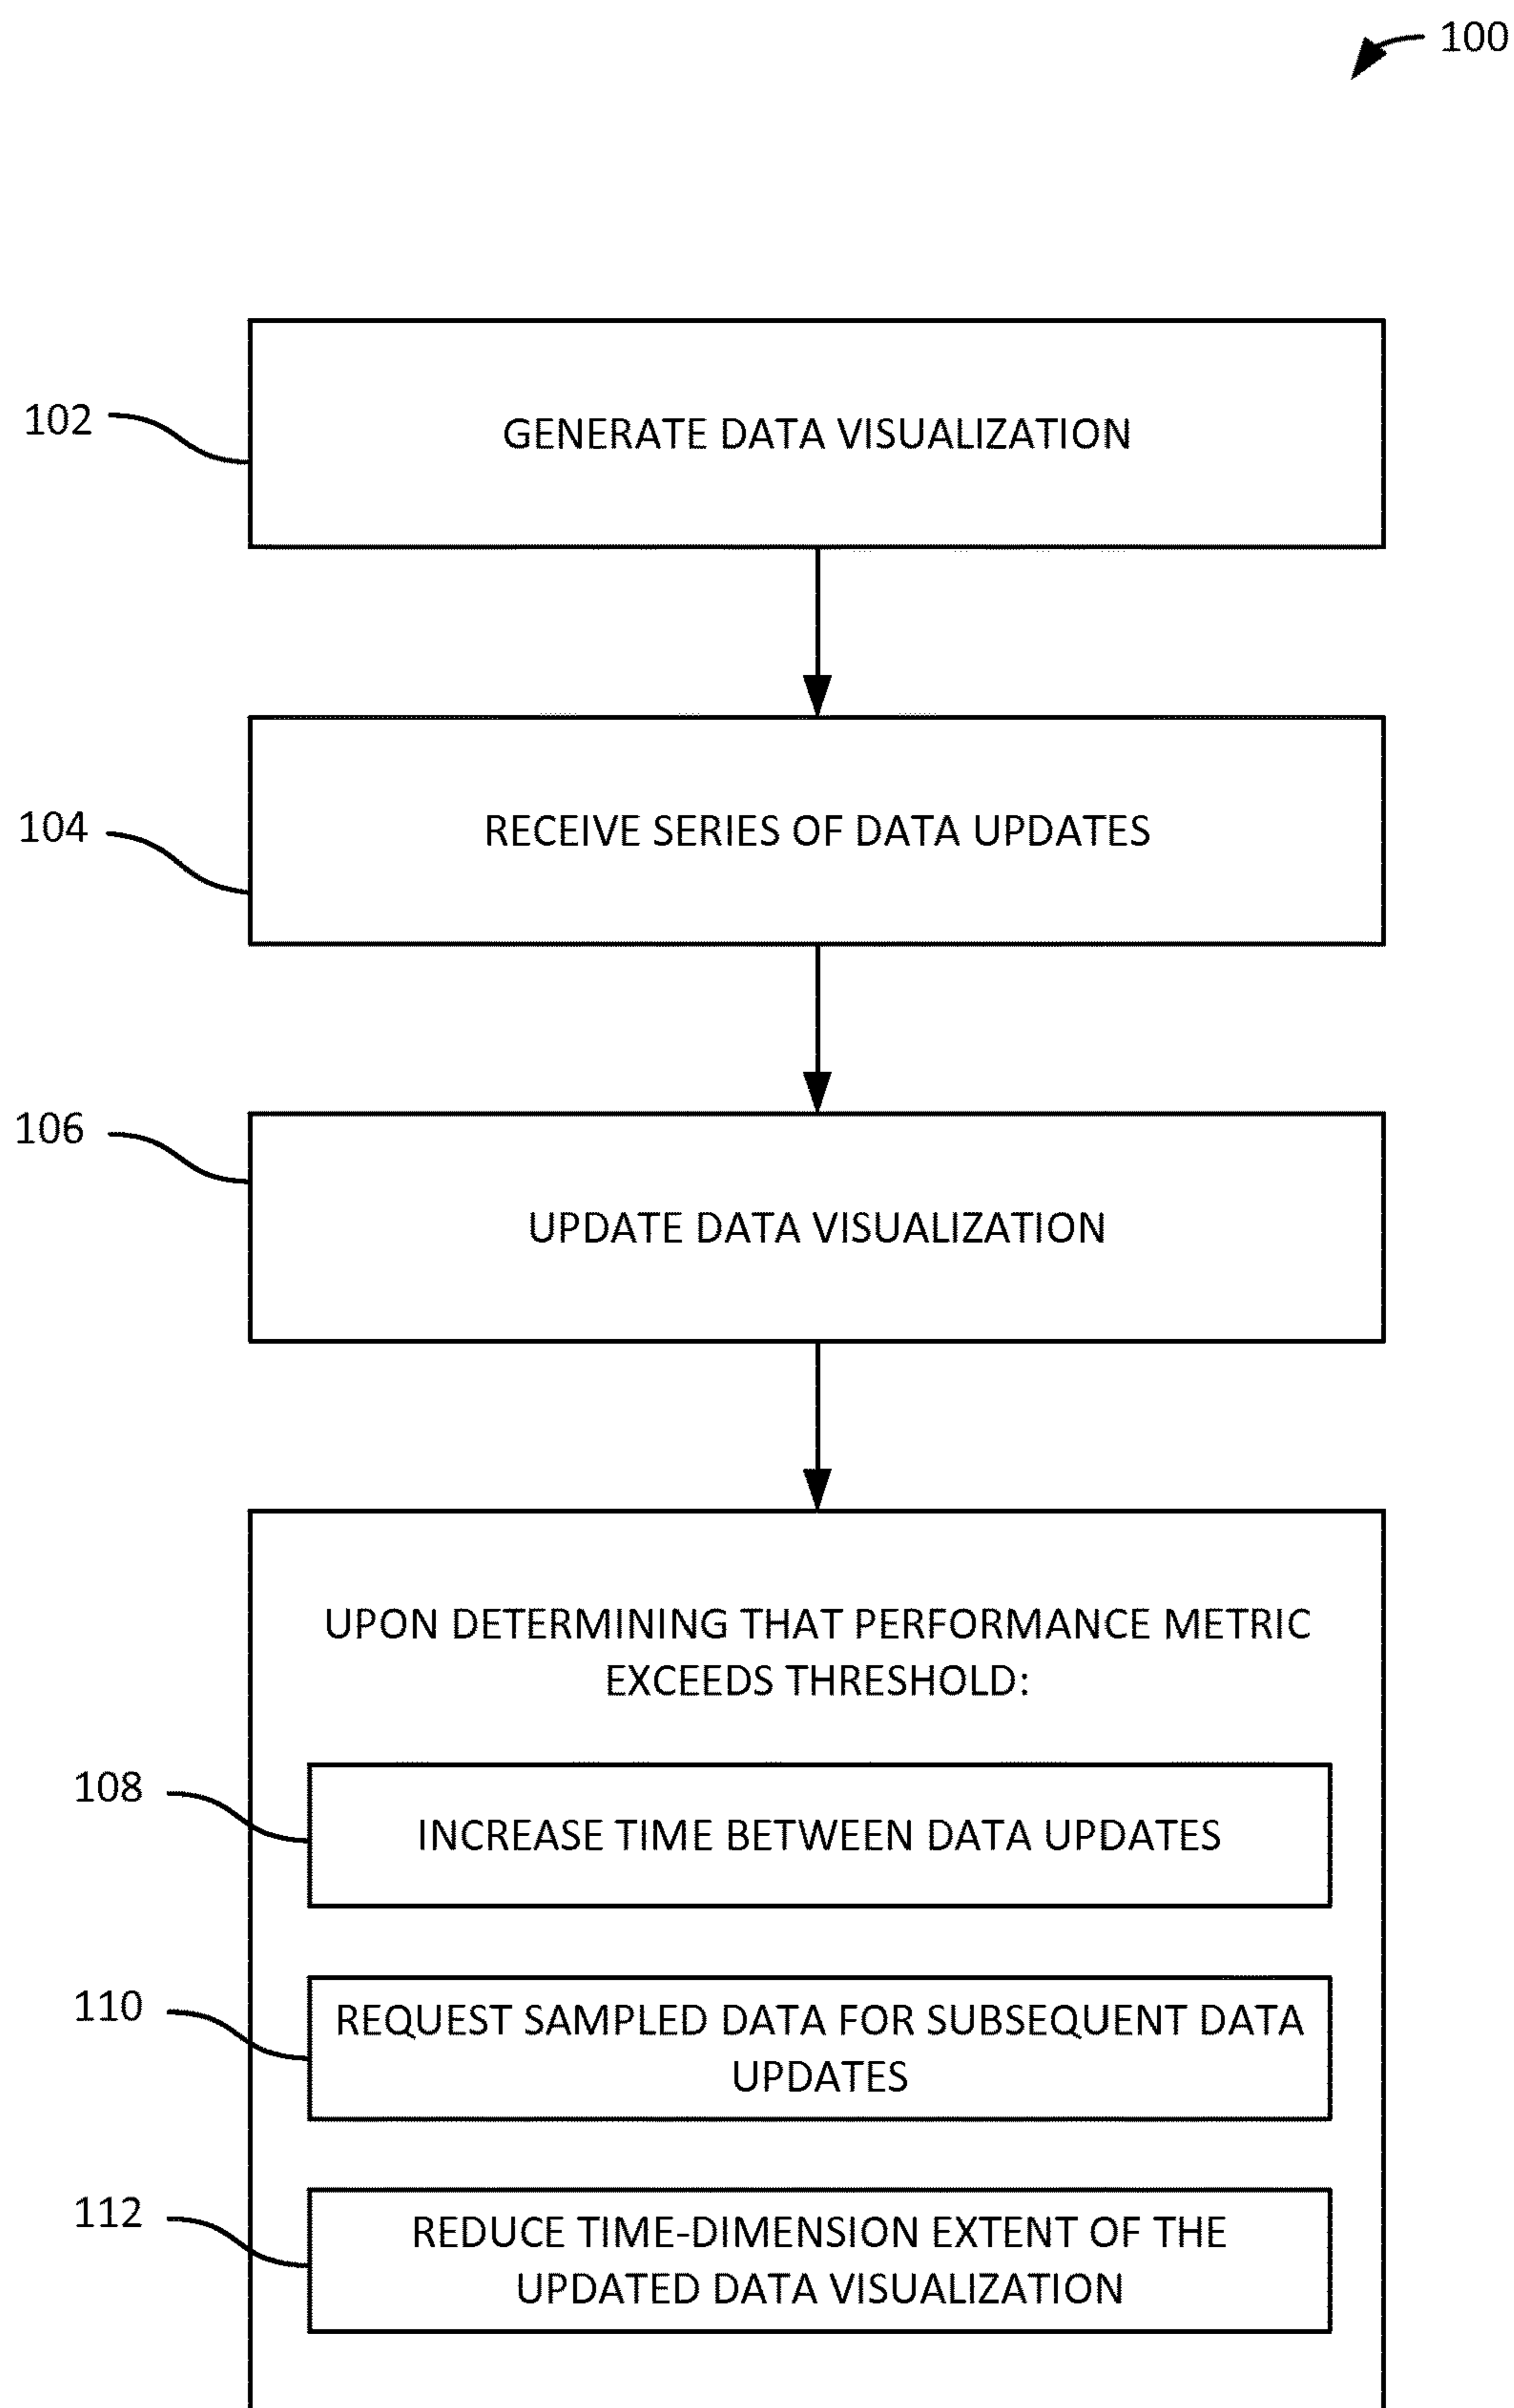 100
102
GENERATE DATA VISUALIZATION
104
RECEIVE SERIES OF DATA UPDATES
106
UPDATE DATA VISUALIZATION
UPON DETERMINING THAT PERFORMANCE METRIC
EXCEEDS THRESHOLD:
108
INCREASE TIME BETWEEN DATA UPDATES
110
REQUEST SAMPLED DATA FOR SUBSEQUENT DATA
UPDATES
112
REDUCE TIME-DIMENSION EXTENT OF THE
UPDATED DATA VISUALIZATION